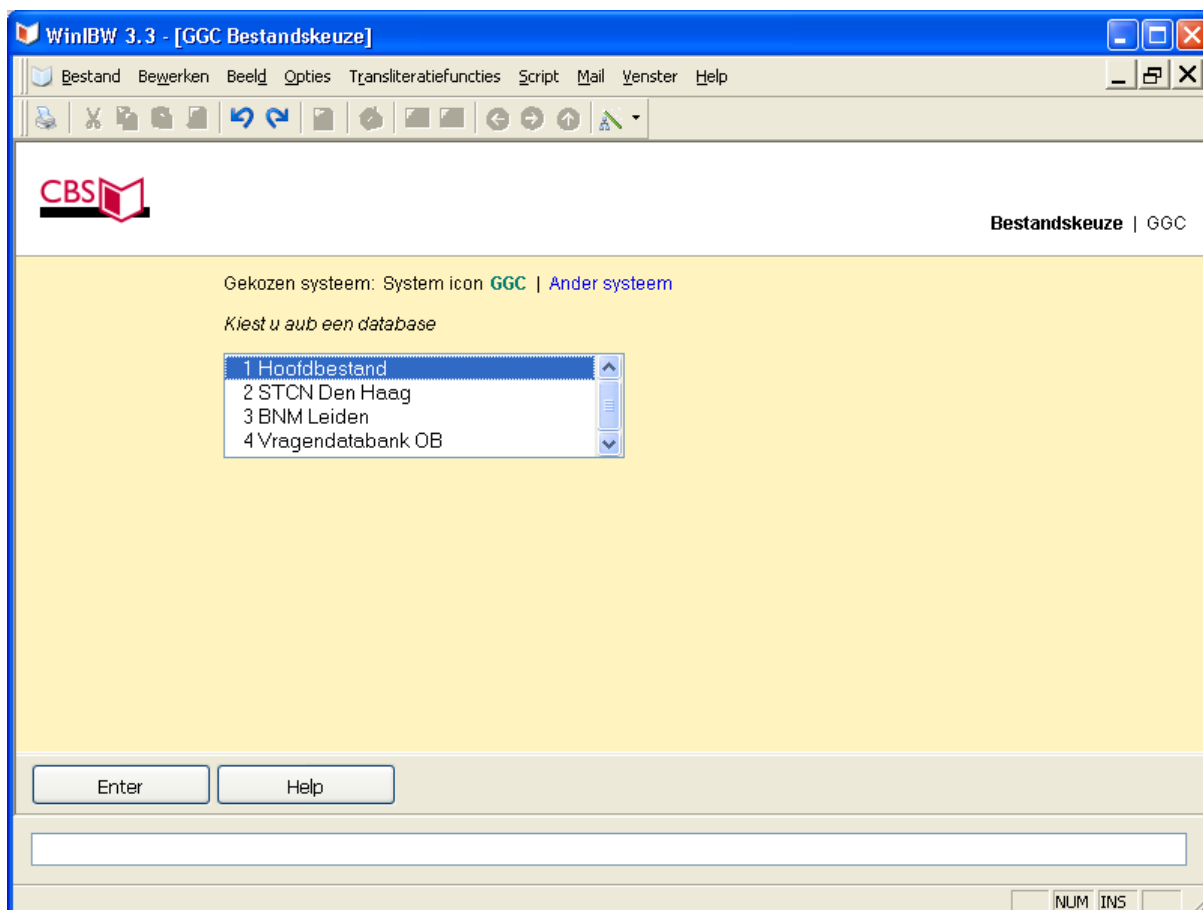 WinIBW 3.3 - [GGC Bestandskeuze]
Bestand Bewerken Beeld Opties Transliteratiefuncties Script Mail Venster Help
CBS
Bestandskeuze | GGC
Gekozen systeem: System icon GGC | Ander systeem
Kiest u aub een database
1 Hoofdbestand
2 STCN Den Haag
3 BNM Leiden
4 Vragendatabank OB
Enter Help
NUM INS